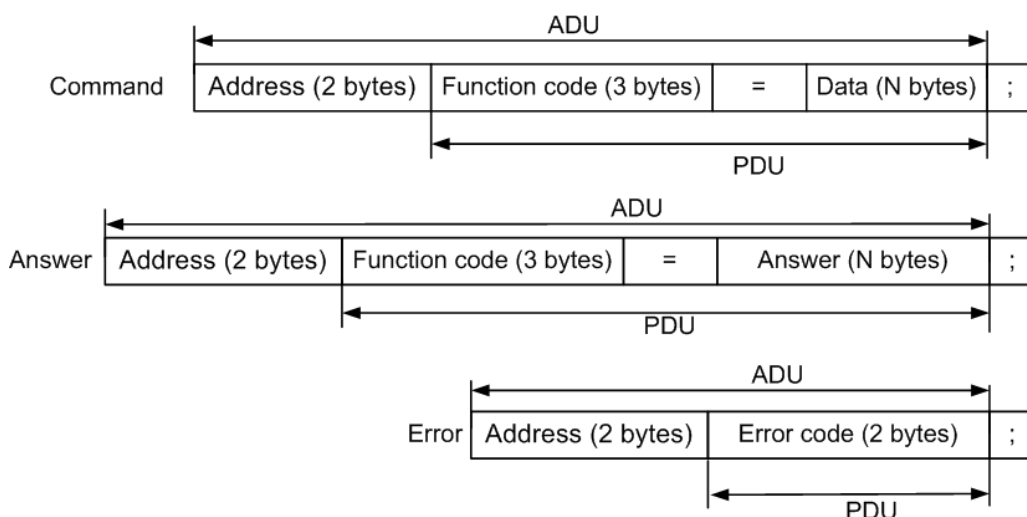 ADU
Command Address (2 bytes) Function code (3 bytes) = Data (N bytes) ;
PDU
ADU
Answer Address (2 bytes) Function code (3 bytes) = Answer (N bytes) ;
PDU
ADU
Error Address (2 bytes) Error code (2 bytes) ;
PDU